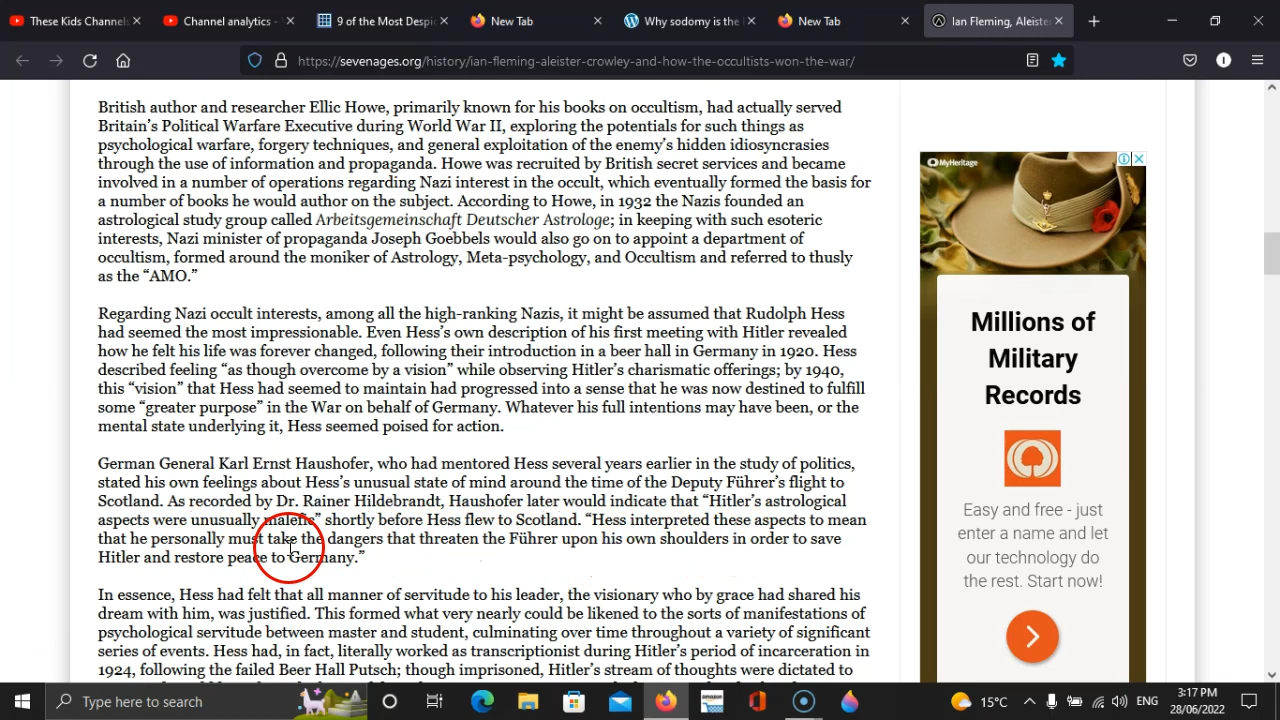 These Kids Channel
Channel analytics -
9 of the Most Despi
New Tab
Why sodomy is the
New Tab
Ian Fleming, Aleister
https://sevenages.org/history/ian-fleming-aleister-crowley-and-how-the-occultists-won-the-war/
British author and researcher Ellic Howe, primarily known for his books on occultism, had actually served
Britain's Political Warfare Executive during World War II, exploring the potentials for such things as
psychological warfare, forgery techniques, and general exploitation of the enemy's hidden idiosyncrasies
through the use of information and propaganda. Howe was recruited by British secret services and became
involved in a number of operations regarding Nazi interest in the occult, which eventually formed the basis for
a number of books he would author on the subject. According to Howe, in 1932 the Nazis founded an
astrological study group called Arbeitsgemeinschaft Deutscher Astrologe; in keeping with such esoteric
interests, Nazi minister of propaganda Joseph Goebbels would also go on to appoint a department of
occultism, formed around the moniker of Astrology, Meta-psychology, and Occultism and referred to thusly
as the “AMO.”
Regarding Nazi occult interests, among all the high-ranking Nazis, it might be assumed that Rudolph Hess
had seemed the most impressionable. Even Hess's own description of his first meeting with Hitler revealed
how he felt his life was forever changed, following their introduction in a beer hall in Germany in 1920. Hess
described feeling “as though overcome by a vision” while observing Hitler's charismatic offerings; by 1940,
this “vision” that Hess had seemed to maintain had progressed into a sense that he was now destined to fulfill
some “greater purpose” in the War on behalf of Germany. Whatever his full intentions may have been, or the
mental state underlying it, Hess seemed poised for action.
German General Karl Ernst Haushofer, who had mentored Hess several years earlier in the study of politics,
stated his own feelings about Hess's unusual state of mind around the time of the Deputy Führer's flight to
Scotland. As recorded by Dr. Rainer Hildebrandt, Haushofer later would indicate that “Hitler's astrological
aspects were unusually malefic” shortly before Hess flew to Scotland. “Hess interpreted these aspects to mean
that he personally must take the dangers that threaten the Führer upon his own shoulders in order to save
Hitler and restore peace to Germany.”
In essence, Hess had felt that all manner of servitude to his leader, the visionary who by grace had shared his
dream with him, was justified. This formed what very nearly could be likened to the sorts of manifestations of
psychological servitude between master and student, culminating over time throughout a variety of significant
series of events. Hess had, in fact, literally worked as transcriptionist during Hitler's period of incarceration in
1924, following the failed Beer Hall Putsch; though imprisoned, Hitler's stream of thoughts were dictated to
MyHeritage
Millions of
Military
Records
Easy and free - just
enter a name and let
our technology do
the rest. Start now!
Type here to search
15°C
ENG
3:17 PM
28/06/2022